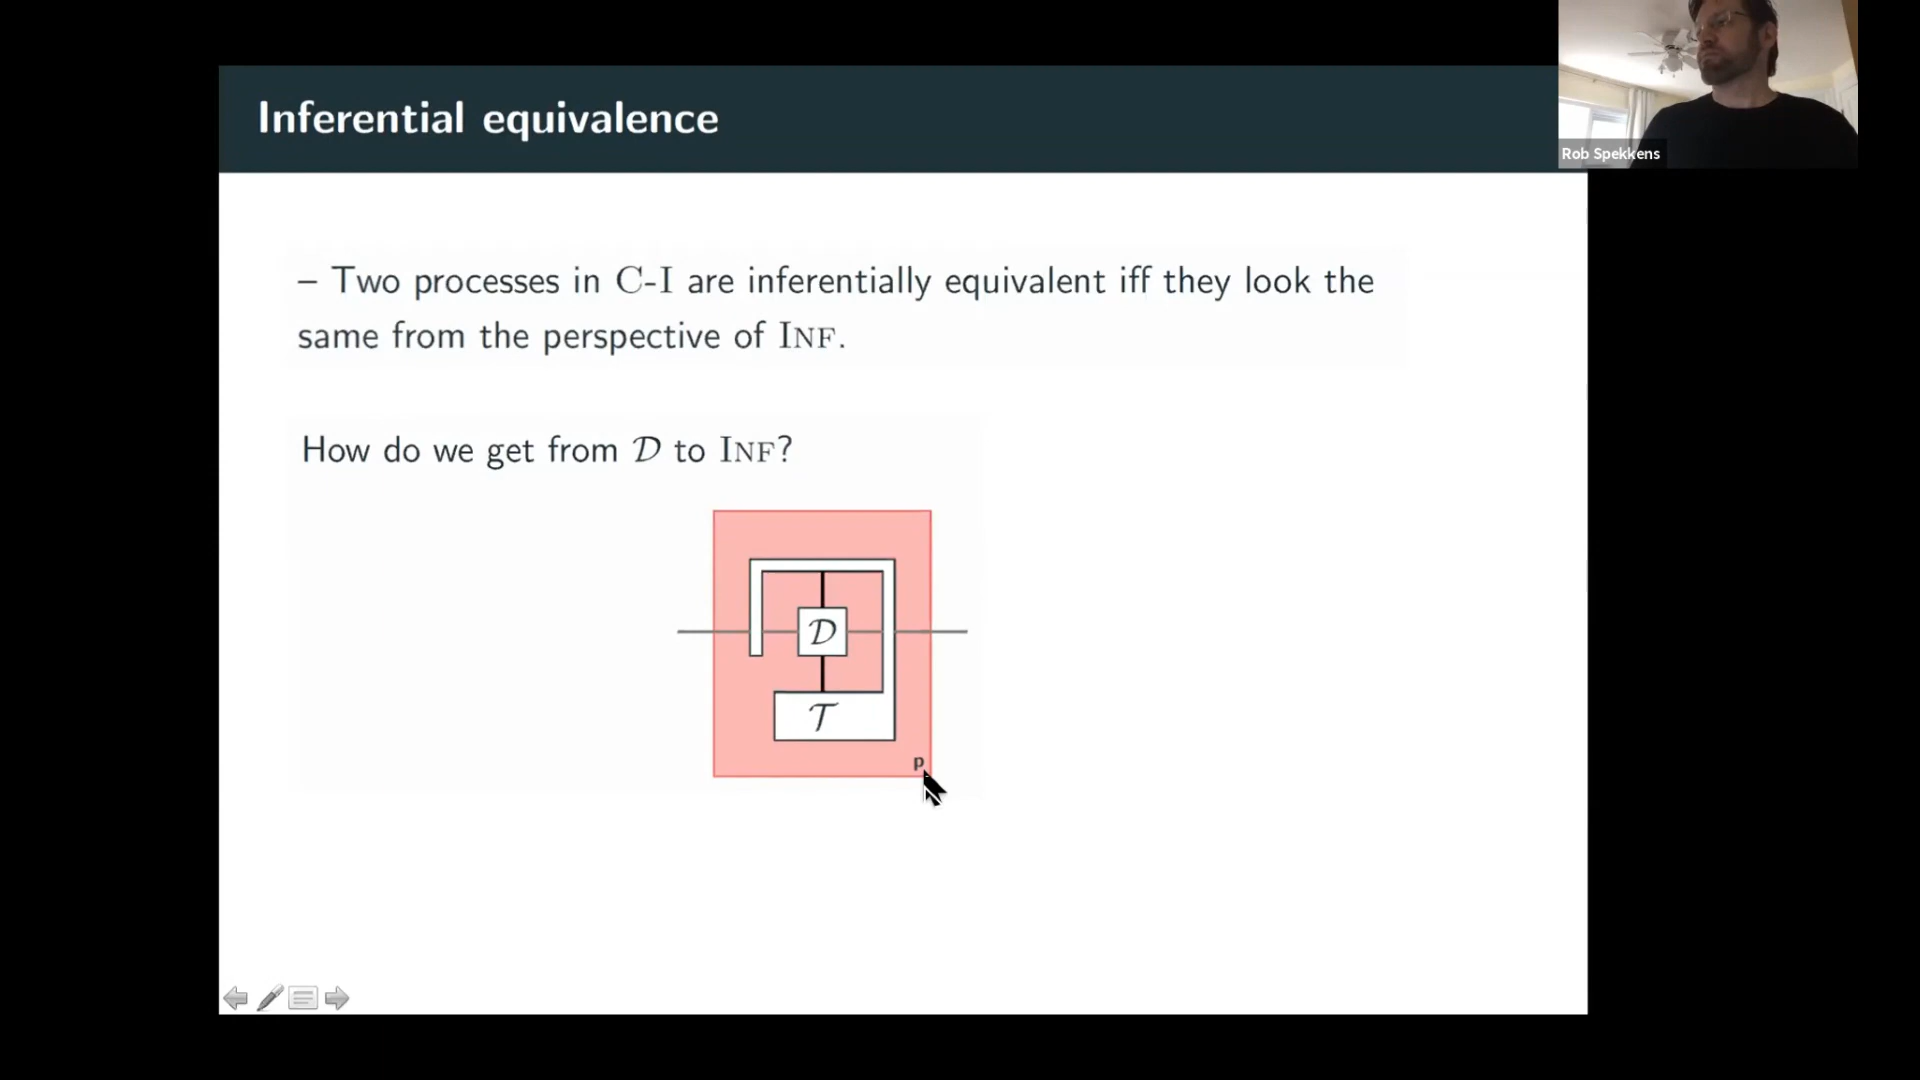 Inferential equivalence
Rob Spekkens
– Two processes in C-I are inferentially equivalent iff they look the
same from the perspective of INF.
How do we get from 𝒟 to INF?
𝒟
𝒯
p